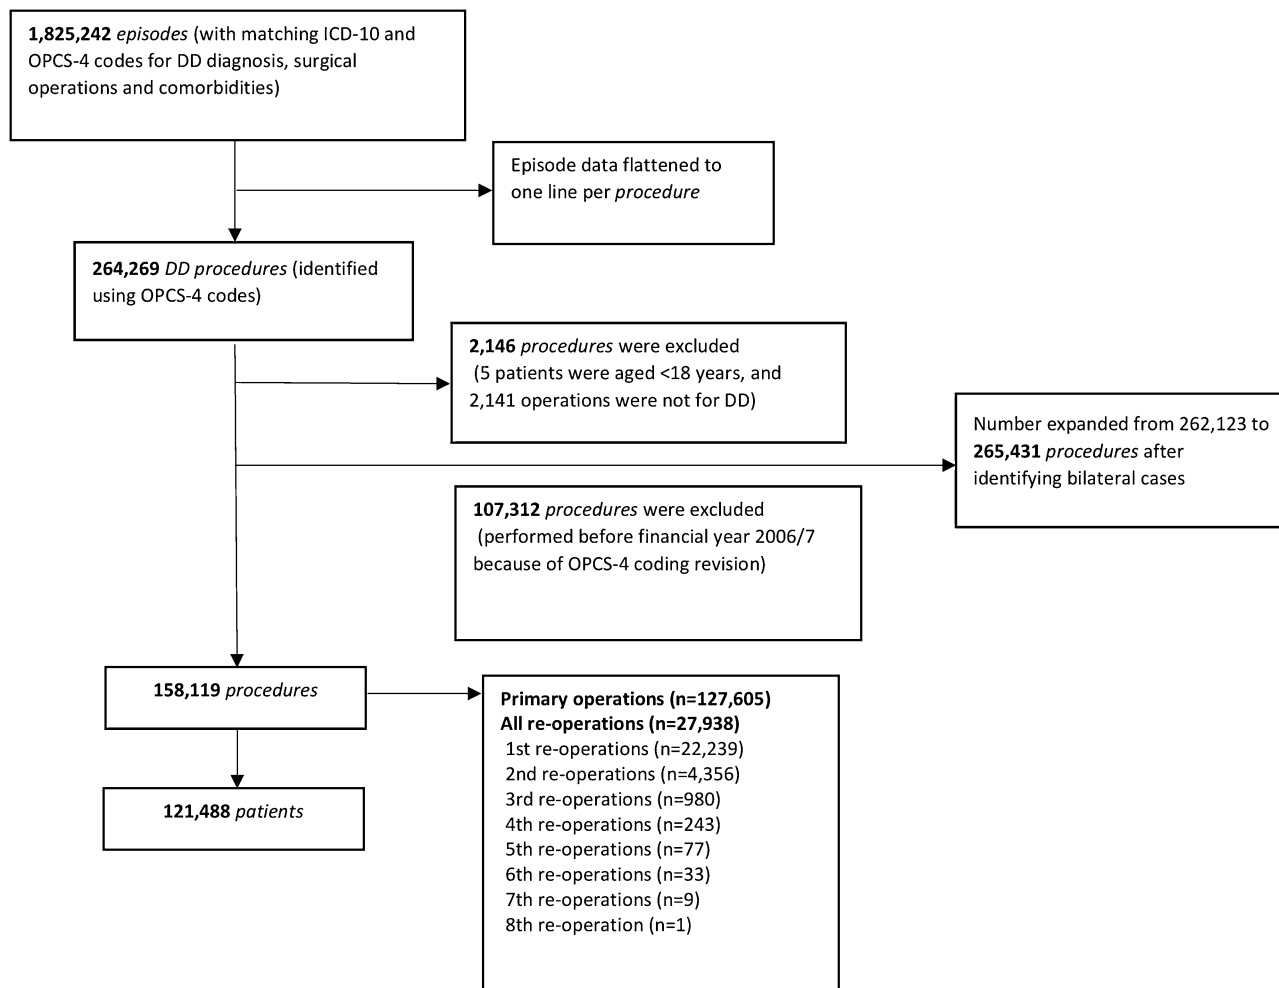 1,825,242 episodes (with matching ICD-10 and
OPCS-4 codes for DD diagnosis, surgical
operations and comorbidities)
Episode data flattened to
one line per procedure
264,269 DD procedures (identified
using OPCS-4 codes)
2,146 procedures were excluded
(5 patients were aged <18 years, and
2,141 operations were not for DD)
Number expanded from 262,123 to
265,431 procedures after
identifying bilateral cases
107,312 procedures were excluded
(performed before financial year 2006/7
because of OPCS-4 coding revision)
158,119 procedures
Primary operations (n=127,605)
All re-operations (n=27,938)
1st re-operations (n=22,239)
2nd re-operations (n=4,356)
3rd re-operations (n=980)
4th re-operations (n=243)
5th re-operations (n=77)
6th re-operations (n=33)
7th re-operations (n=9)
8th re-operation (n=1)
121,488 patients